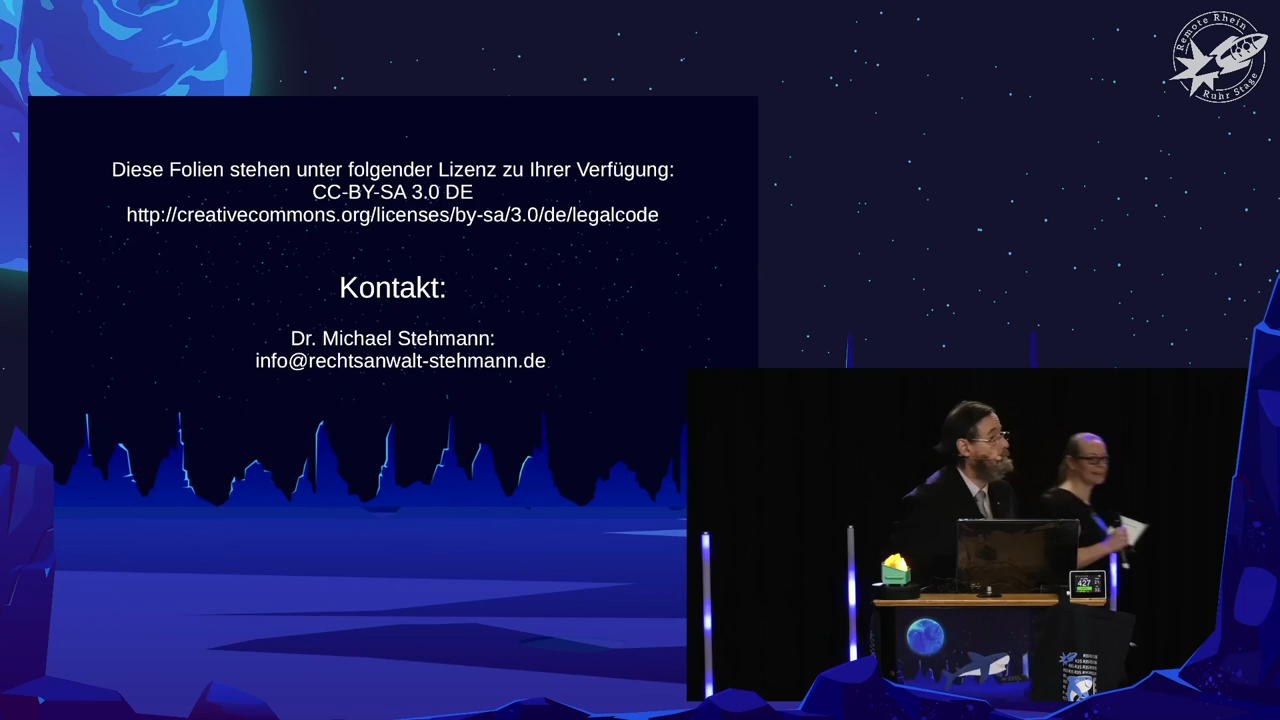 Remote Rhein
Ruhr Stage
Diese Folien stehen unter folgender Lizenz zu Ihrer Verfügung:
CC-BY-SA 3.0 DE
http://creativecommons.org/licenses/by-sa/3.0/de/legalcode
Kontakt:
Dr. Michael Stehmann:
info@rechtsanwalt-stehmann.de
427